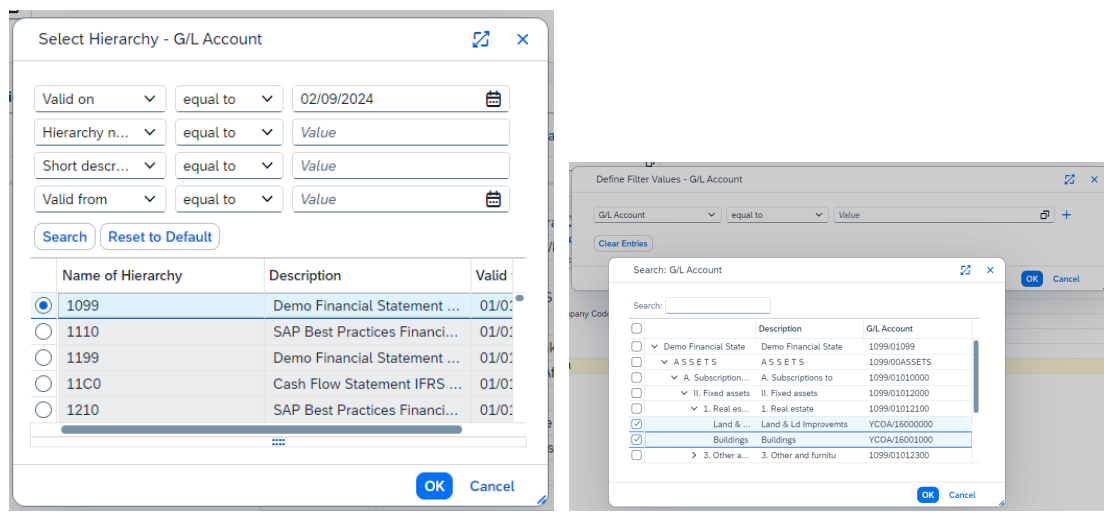 Select Hierarchy - G/L Account
Valid on equal to 02/09/2024
Hierarchy n... equal to Value
Short descr... equal to Value
Valid from equal to Value
Search Reset to Default
Name of Hierarchy Description Valid
1099 Demo Financial Statement ... 01/01
1110 SAP Best Practices Financi... 01/01
1199 Demo Financial Statement ... 01/01
11C0 Cash Flow Statement IFRS ... 01/01
1210 SAP Best Practices Financi... 01/01
OK Cancel
Define Filter Values - G/L Account
G/L Account equal to Value
Clear Entries
OK Cancel
pany Code
Search: G/L Account
Search:
Description G/L Account
Demo Financial State Demo Financial State 1099/01099
A S S E T S A S S E T S 1099/00ASSETS
A. Subscription... A. Subscriptions to 1099/01010000
II. Fixed assets II. Fixed assets 1099/01012000
1. Real es... 1. Real estate 1099/01012100
Land & ... Land & Ld Improvemts YCOA/16000000
Buildings Buildings YCOA/16001000
3. Other a... 3. Other and furnitu 1099/01012300
OK Cancel